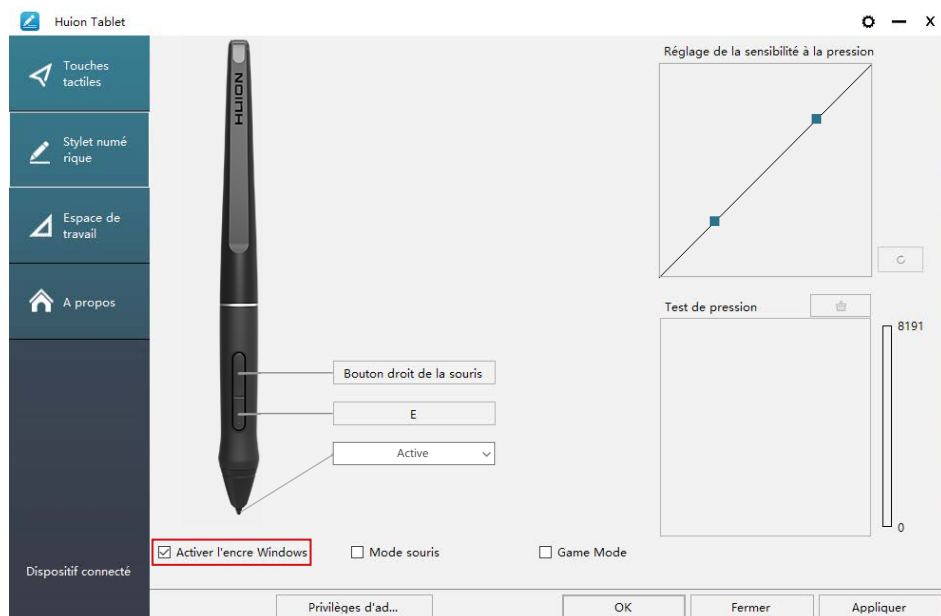 Huion Tablet
X
Touches
tactiles
Stylet numé
rique
Espace de
travail
A propos
Dispositif connecté
HUION
Bouton droit de la souris
E
Active
Réglage de la sensibilité à la pression
Test de pression
8191
0
Activer l'encre Windows
Mode souris
Game Mode
Privilèges d'ad...
OK
Fermer
Appliquer